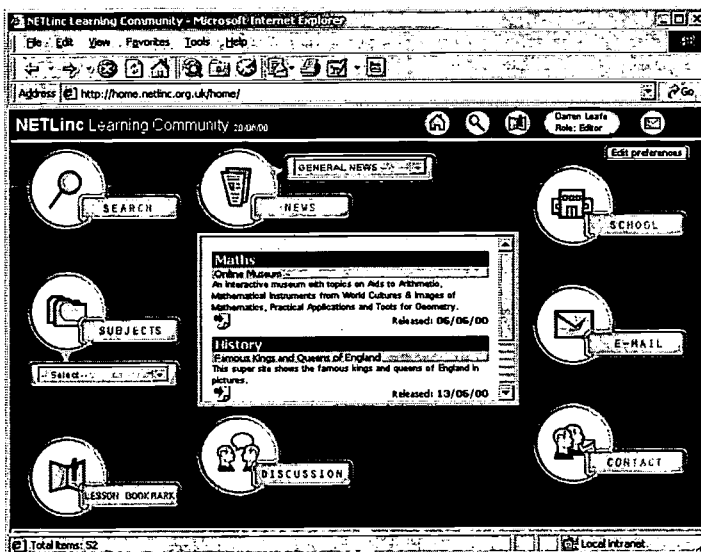 NETLinc Learning Community - Microsoft Internet Explorer
File Edit View Favorites Tools Help
Address http://home.netlinc.org.uk/home/ Go
NETLinc Learning Community 20/06/00
Darren Leafe
Role: Editor
Edit preferences
GENERAL NEWS
SEARCH
NEWS
SCHOOL
Maths
Online Museum
An interactive museum with topics on Aids to Arithmetic,
Mathematical Instruments from World Cultures & Images of
Mathematics, Practical Applications and Tools for Geometry.
Released: 06/06/00
SUBJECTS
E-MAIL
History
Famous Kings and Queens of England
This super site shows the famous kings and queens of England in
pictures.
Select
Released: 13/06/00
CONTACT
DISCUSSION
LESSON BOOKMARK
Total Items: 52
Local intranet